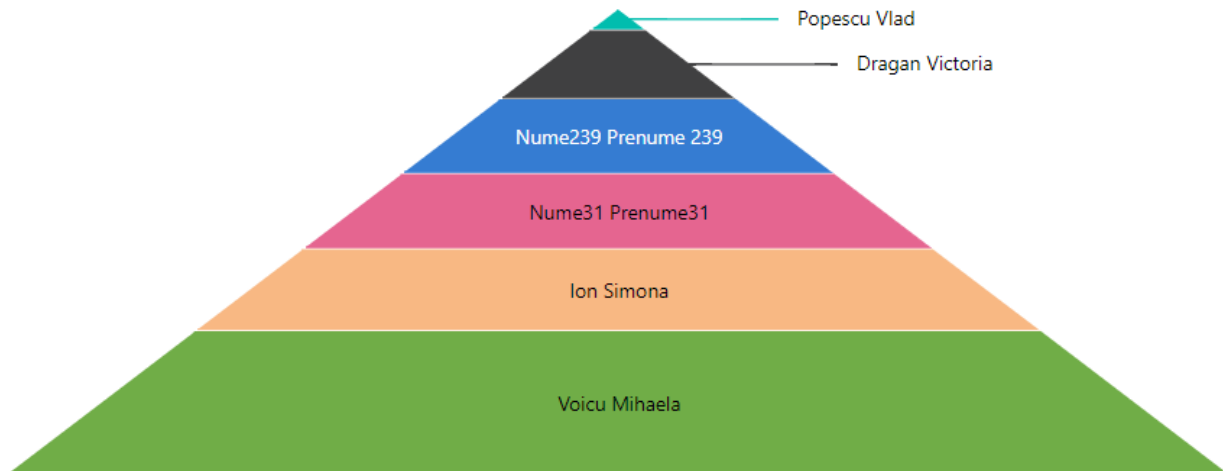 Popescu Vlad
Dragan Victoria
Nume239 Prenume 239
Nume31 Prenume31
Ion Simona
Voicu Mihaela